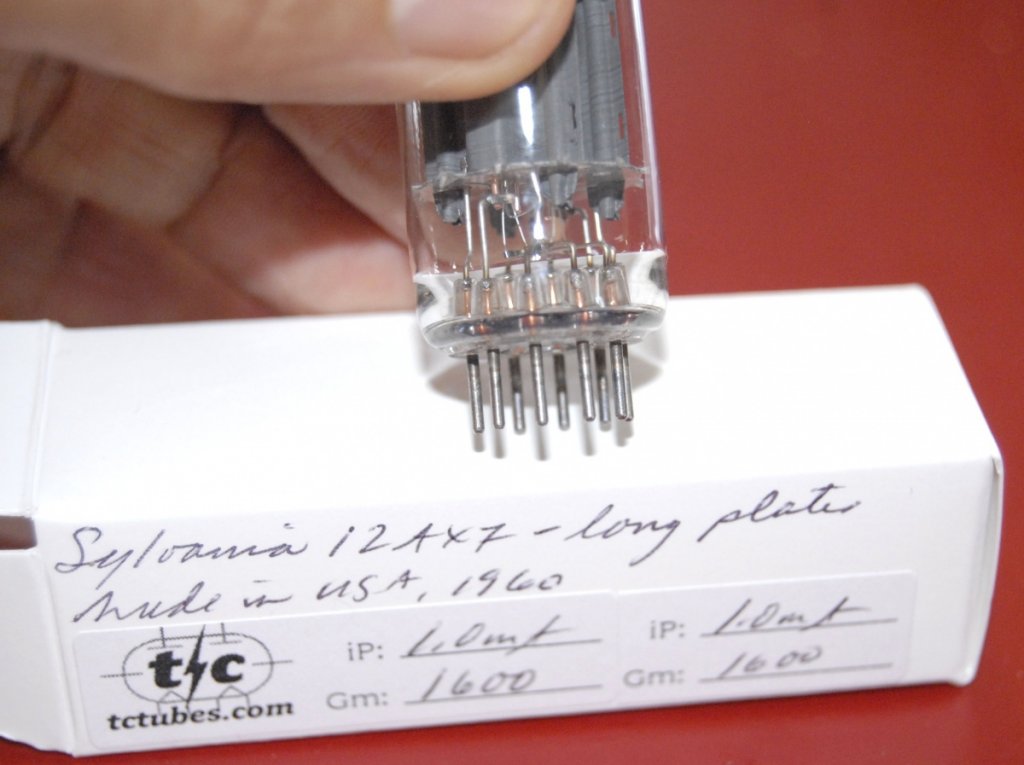 Sylvania 12AX7 - long plates
Made in USA, 1960
t c
tctubes.com
iP: 1.0mA
Gm: 1600
iP: 1.0mA
Gm: 1600